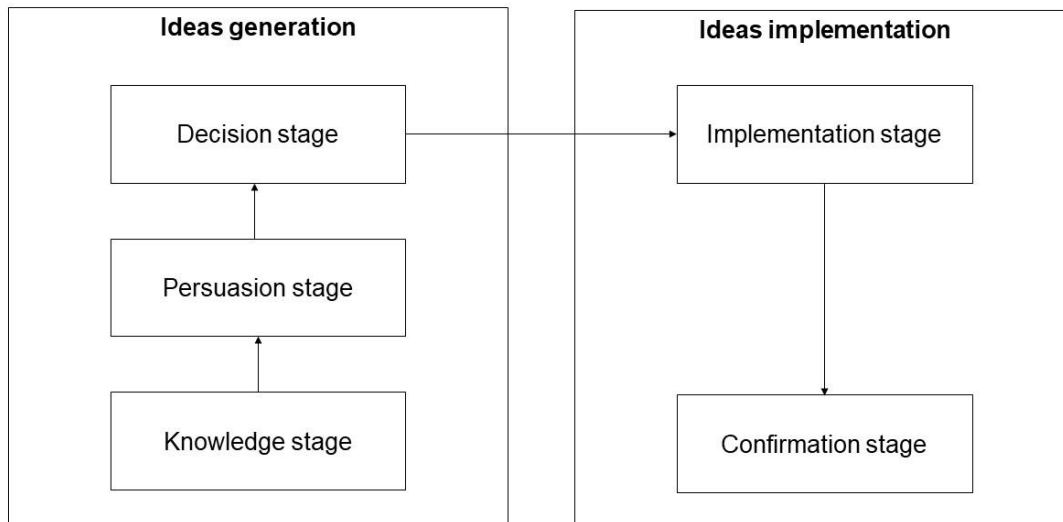 Ideas generation
Decision stage
Persuasion stage
Knowledge stage
Ideas implementation
Implementation stage
Confirmation stage